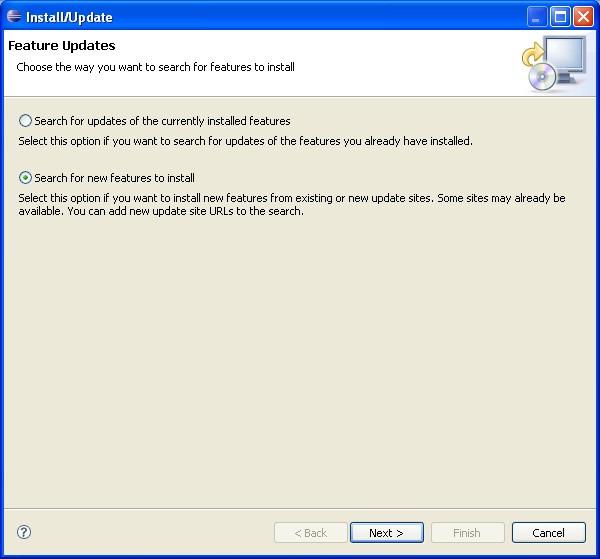 Install/Update
Feature Updates
Choose the way you want to search for features to install
Search for updates of the currently installed features
Select this option if you want to search for updates of the features you already have installed.
Search for new features to install
Select this option if you want to install new features from existing or new update sites. Some sites may already be
available. You can add new update site URLs to the search.
?
< Back
Next >
Finish
Cancel